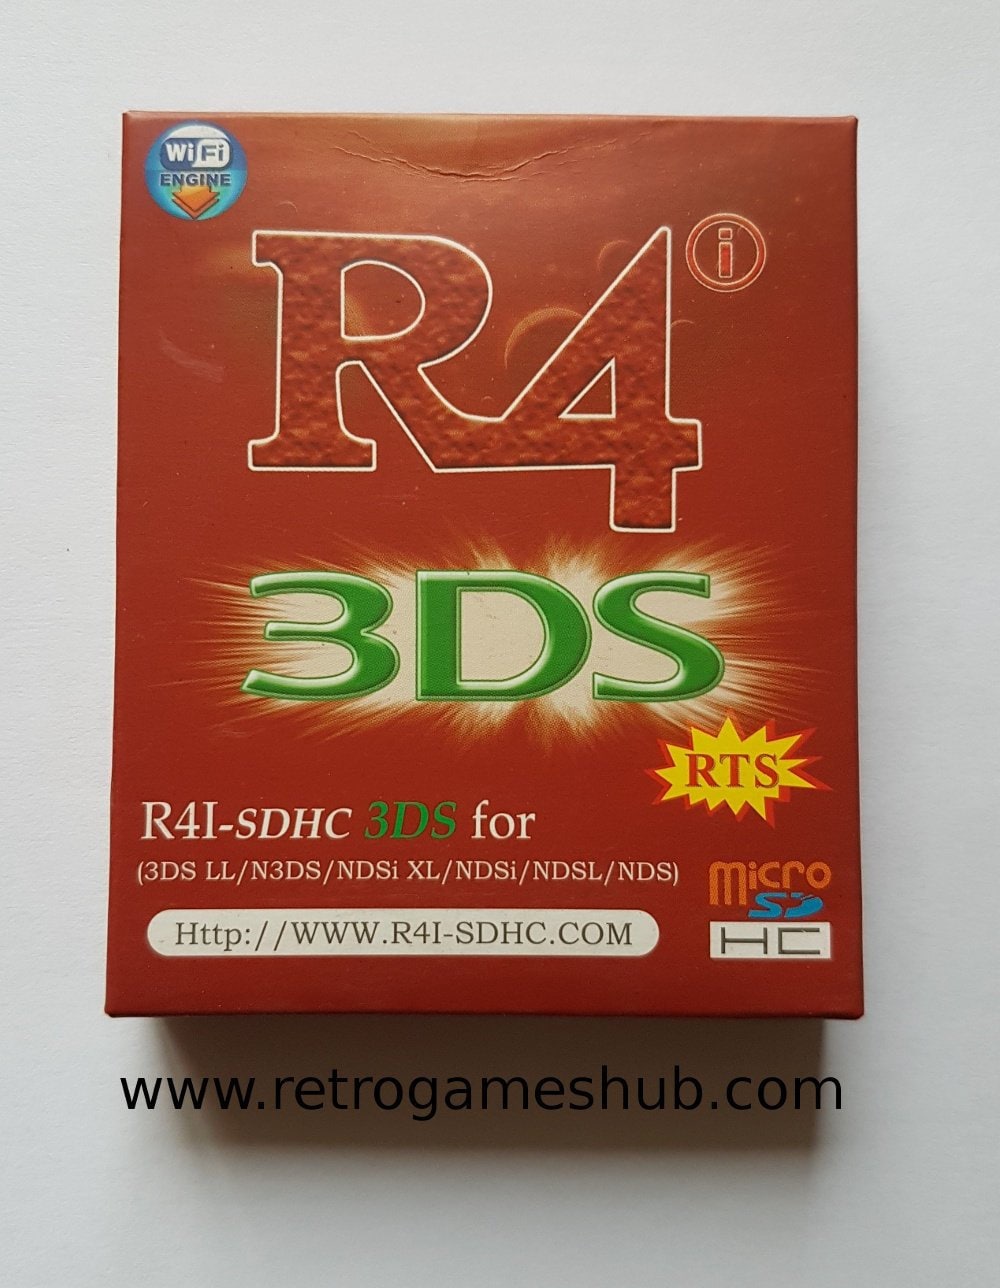 WiFi
ENGINE
R4 i
3DS
RTS
R4I-SDHC 3DS for
(3DS LL/N3DS/NDSi XL/NDSi/NDSL/NDS)
Http://WWW.R4I-SDHC.COM
micro
SD
HC
www.retrogameshub.com